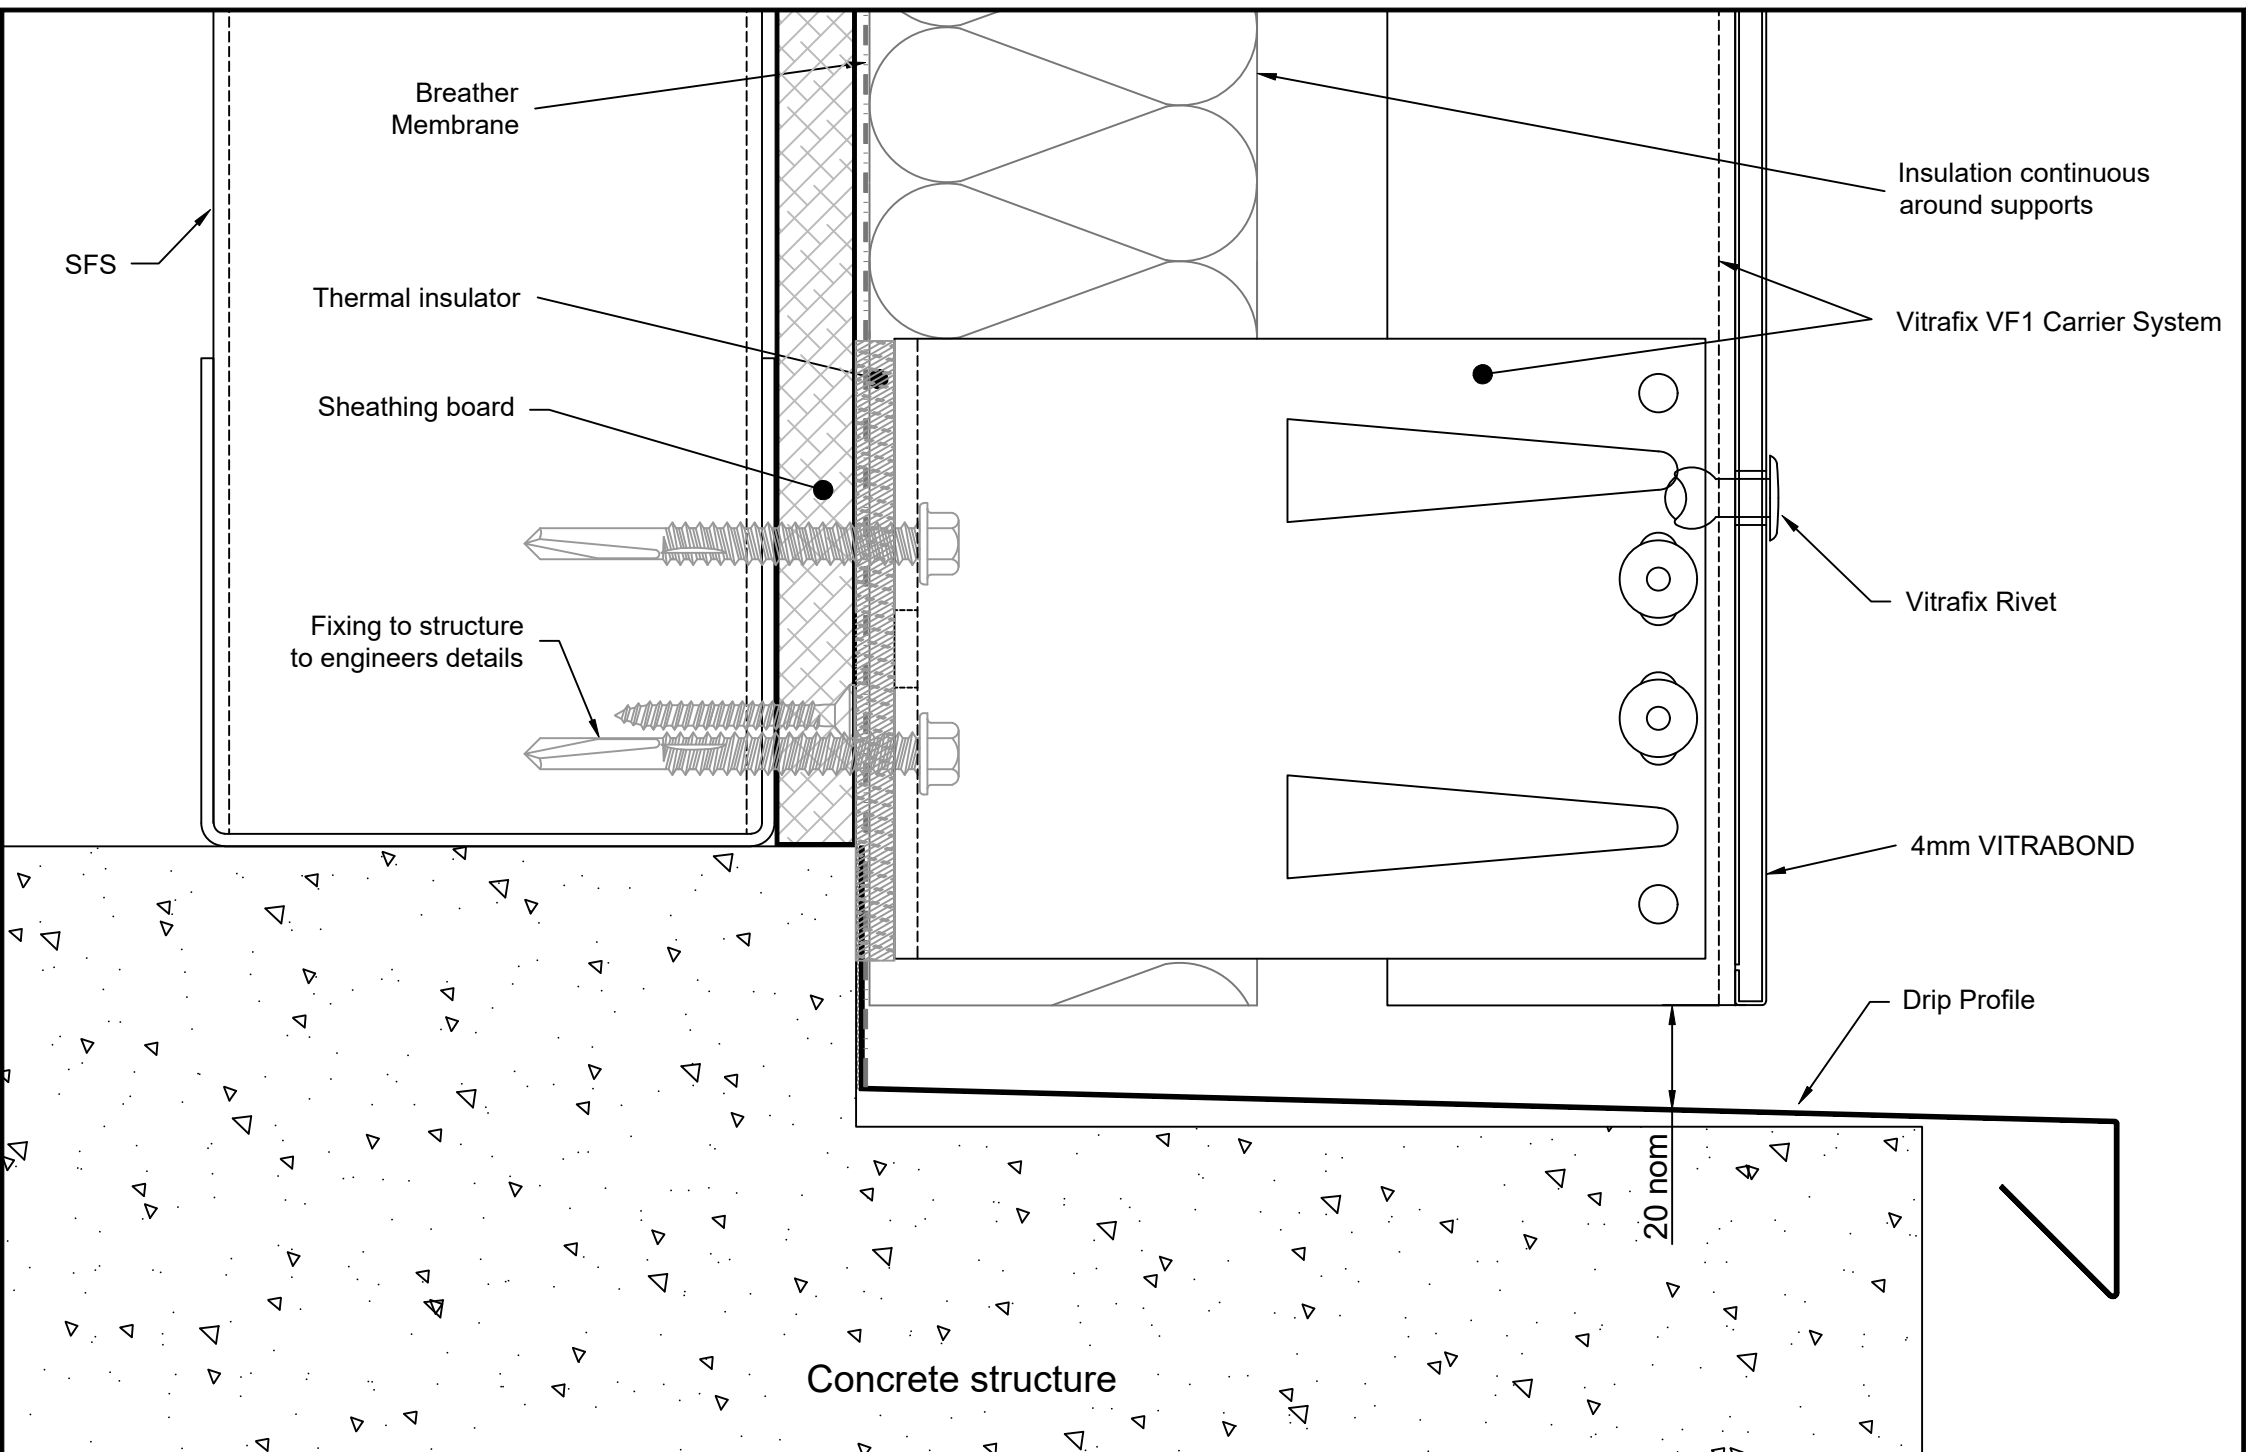 Breather
Membrane
Insulation continuous
around supports
SFS
Thermal insulator
Vitrafix VF1 Carrier System
Sheathing board
Vitrafix Rivet
Fixing to structure
to engineers details
4mm VITRABOND
Drip Profile
20 nom
Concrete structure